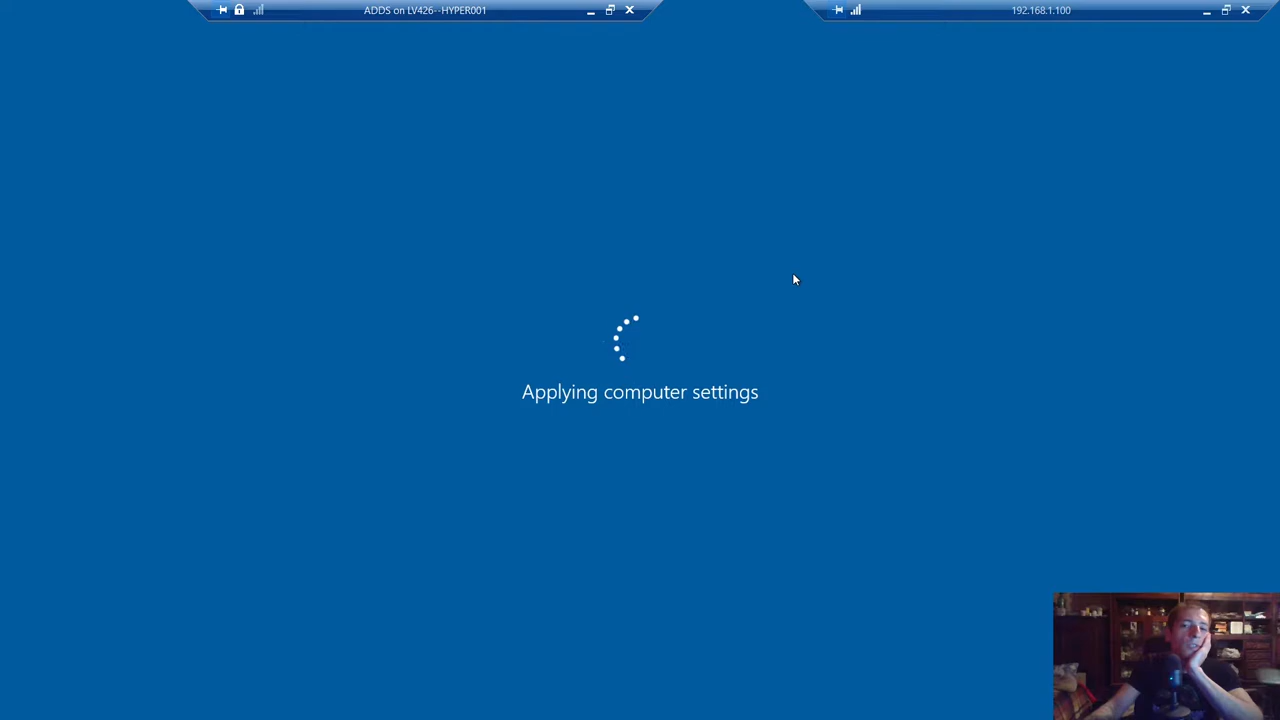 ADDS on LV426--HYPER001
192.168.1.100
Applying computer settings